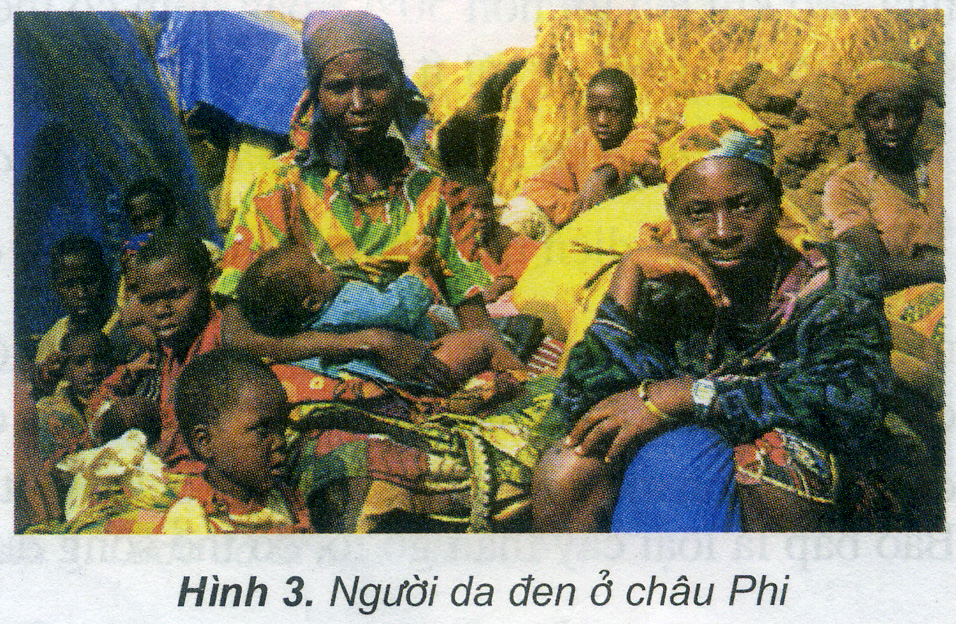 Hình 3. Người da đen ở châu Phi